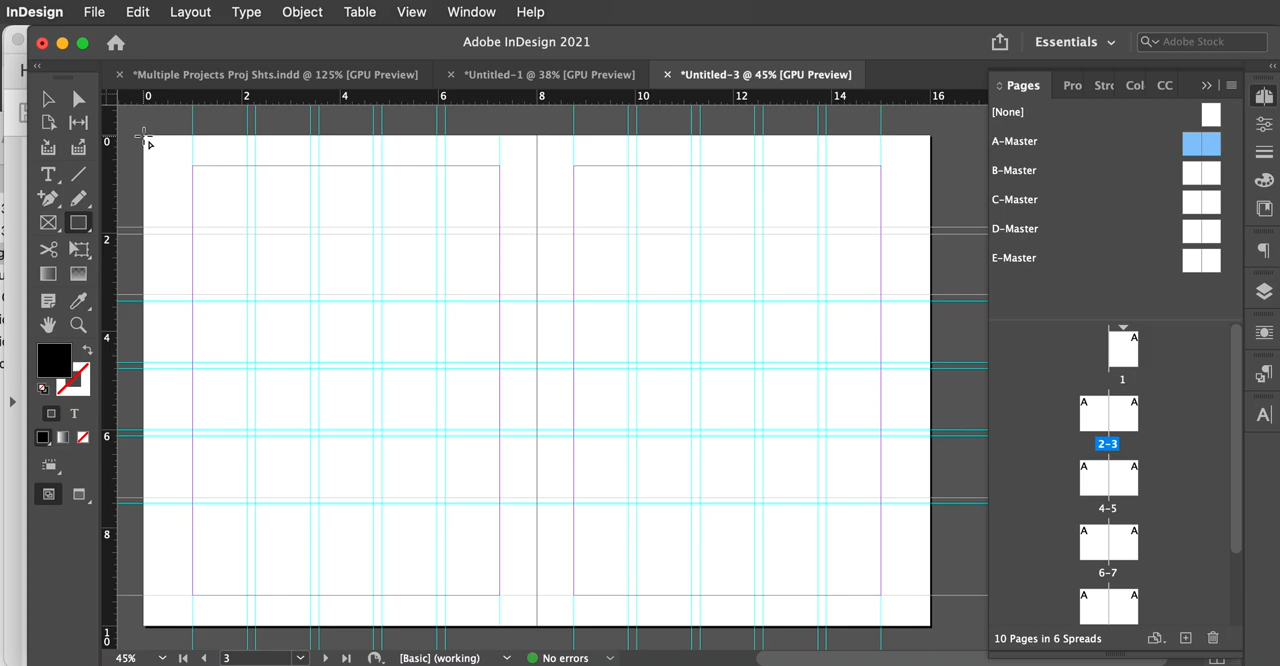 InDesign File Edit Layout Type Object Table View Window Help
Adobe InDesign 2021
Essentials
Adobe Stock
*Multiple Projects Proj Shts.indd @ 125% [GPU Preview]
*Untitled-1 @ 38% [GPU Preview]
*Untitled-3 @ 45% [GPU Preview]
0 2 4 6 8 10 12 14 16
0
2
4
6
8
1
0
T
T
Pages Pro Strc Col CC
[None]
A-Master
B-Master
C-Master
D-Master
E-Master
A
1
A A
2-3
A A
4-5
A A
6-7
A A
10 Pages in 6 Spreads
45%
3
[Basic] (working)
No errors